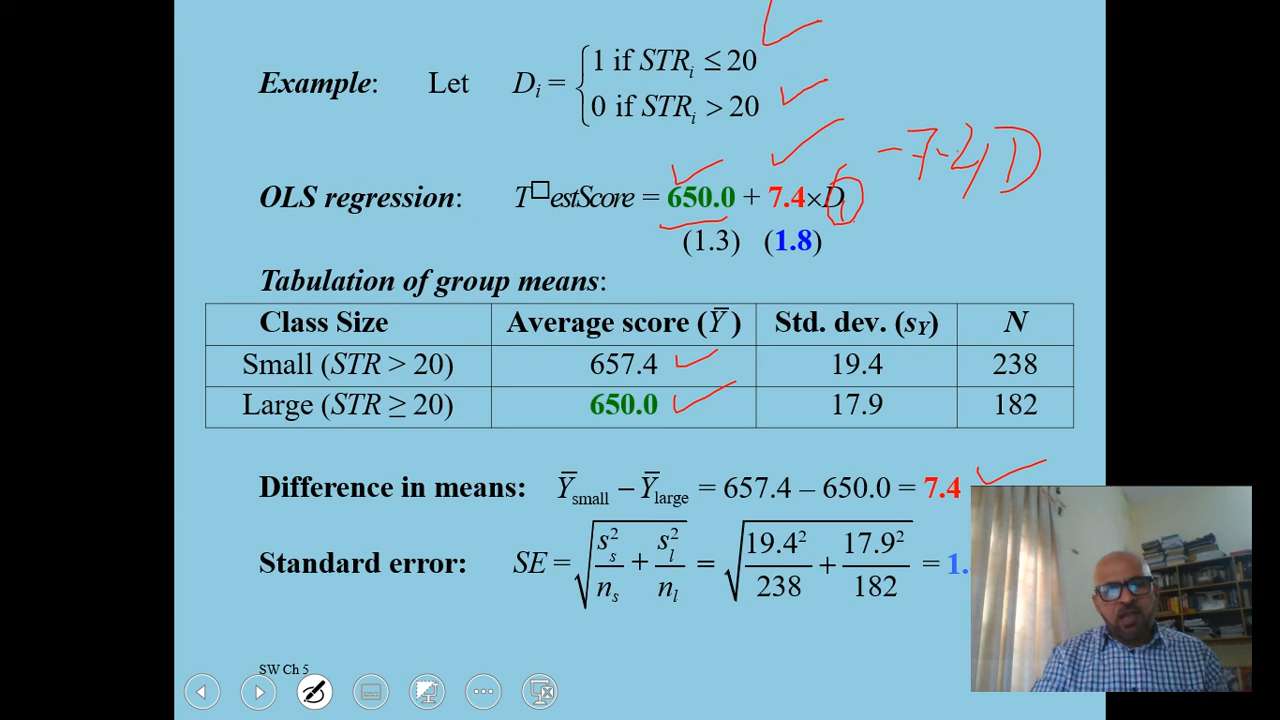 Example: Let Dᵢ = {1 if STRᵢ ≤ 20
0 if STRᵢ > 20
-7.4D
OLS regression: T□estScore = 650.0 + 7.4×D
(1.3) (1.8)
Tabulation of group means:
Class Size Average score (Ȳ) Std. dev. (s_Y) N
Small (STR > 20) 657.4 19.4 238
Large (STR ≥ 20) 650.0 17.9 182
Difference in means: Ȳ_small − Ȳ_large = 657.4 – 650.0 = 7.4
Standard error: SE = √(s_s²/n_s + s_l²/n_l) = √(19.4²/238 + 17.9²/182) = 1.
SW Ch 5